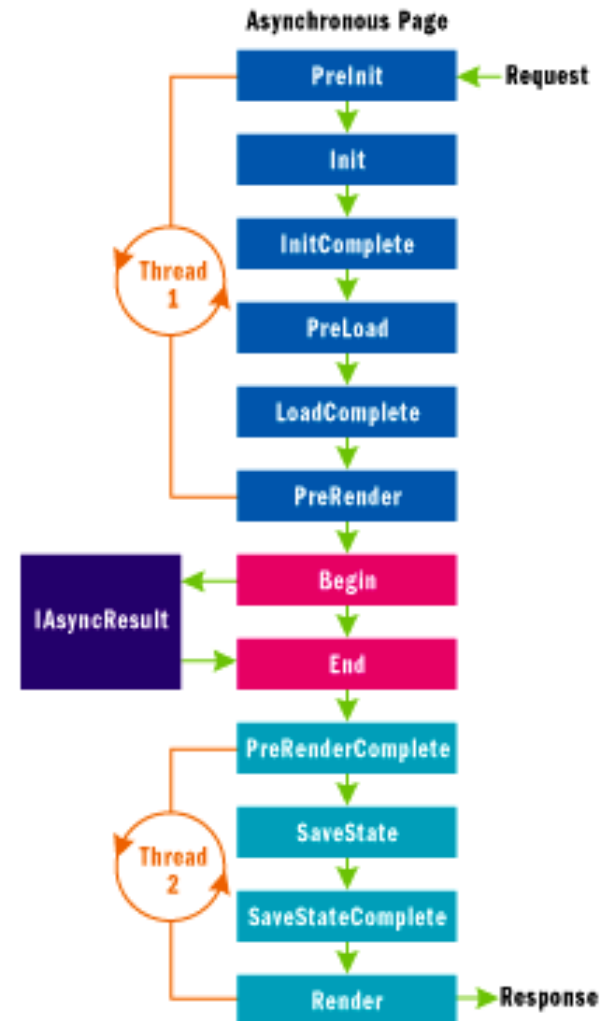 Asynchronous Page
PreInit
Request
Init
InitComplete
Thread
1
PreLoad
LoadComplete
PreRender
Begin
IAsyncResult
End
PreRenderComplete
SaveState
Thread
2
SaveStateComplete
Render
Response